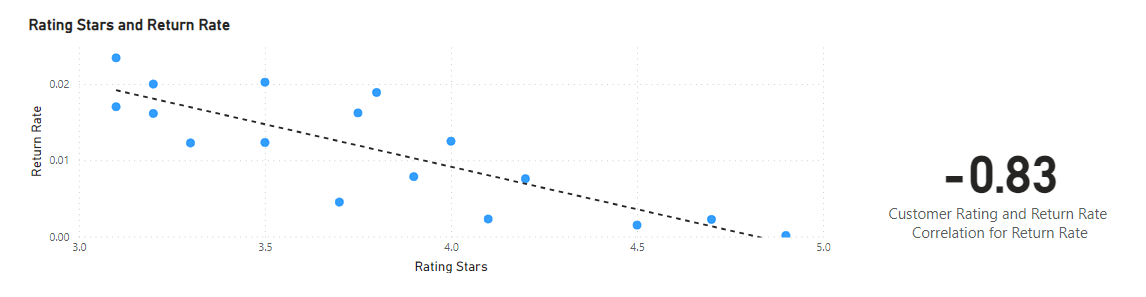 Rating Stars and Return Rate
0.02
0.01
0.00
Return Rate
3.0 3.5 4.0 4.5 5.0
Rating Stars
-0.83
Customer Rating and Return Rate
Correlation for Return Rate